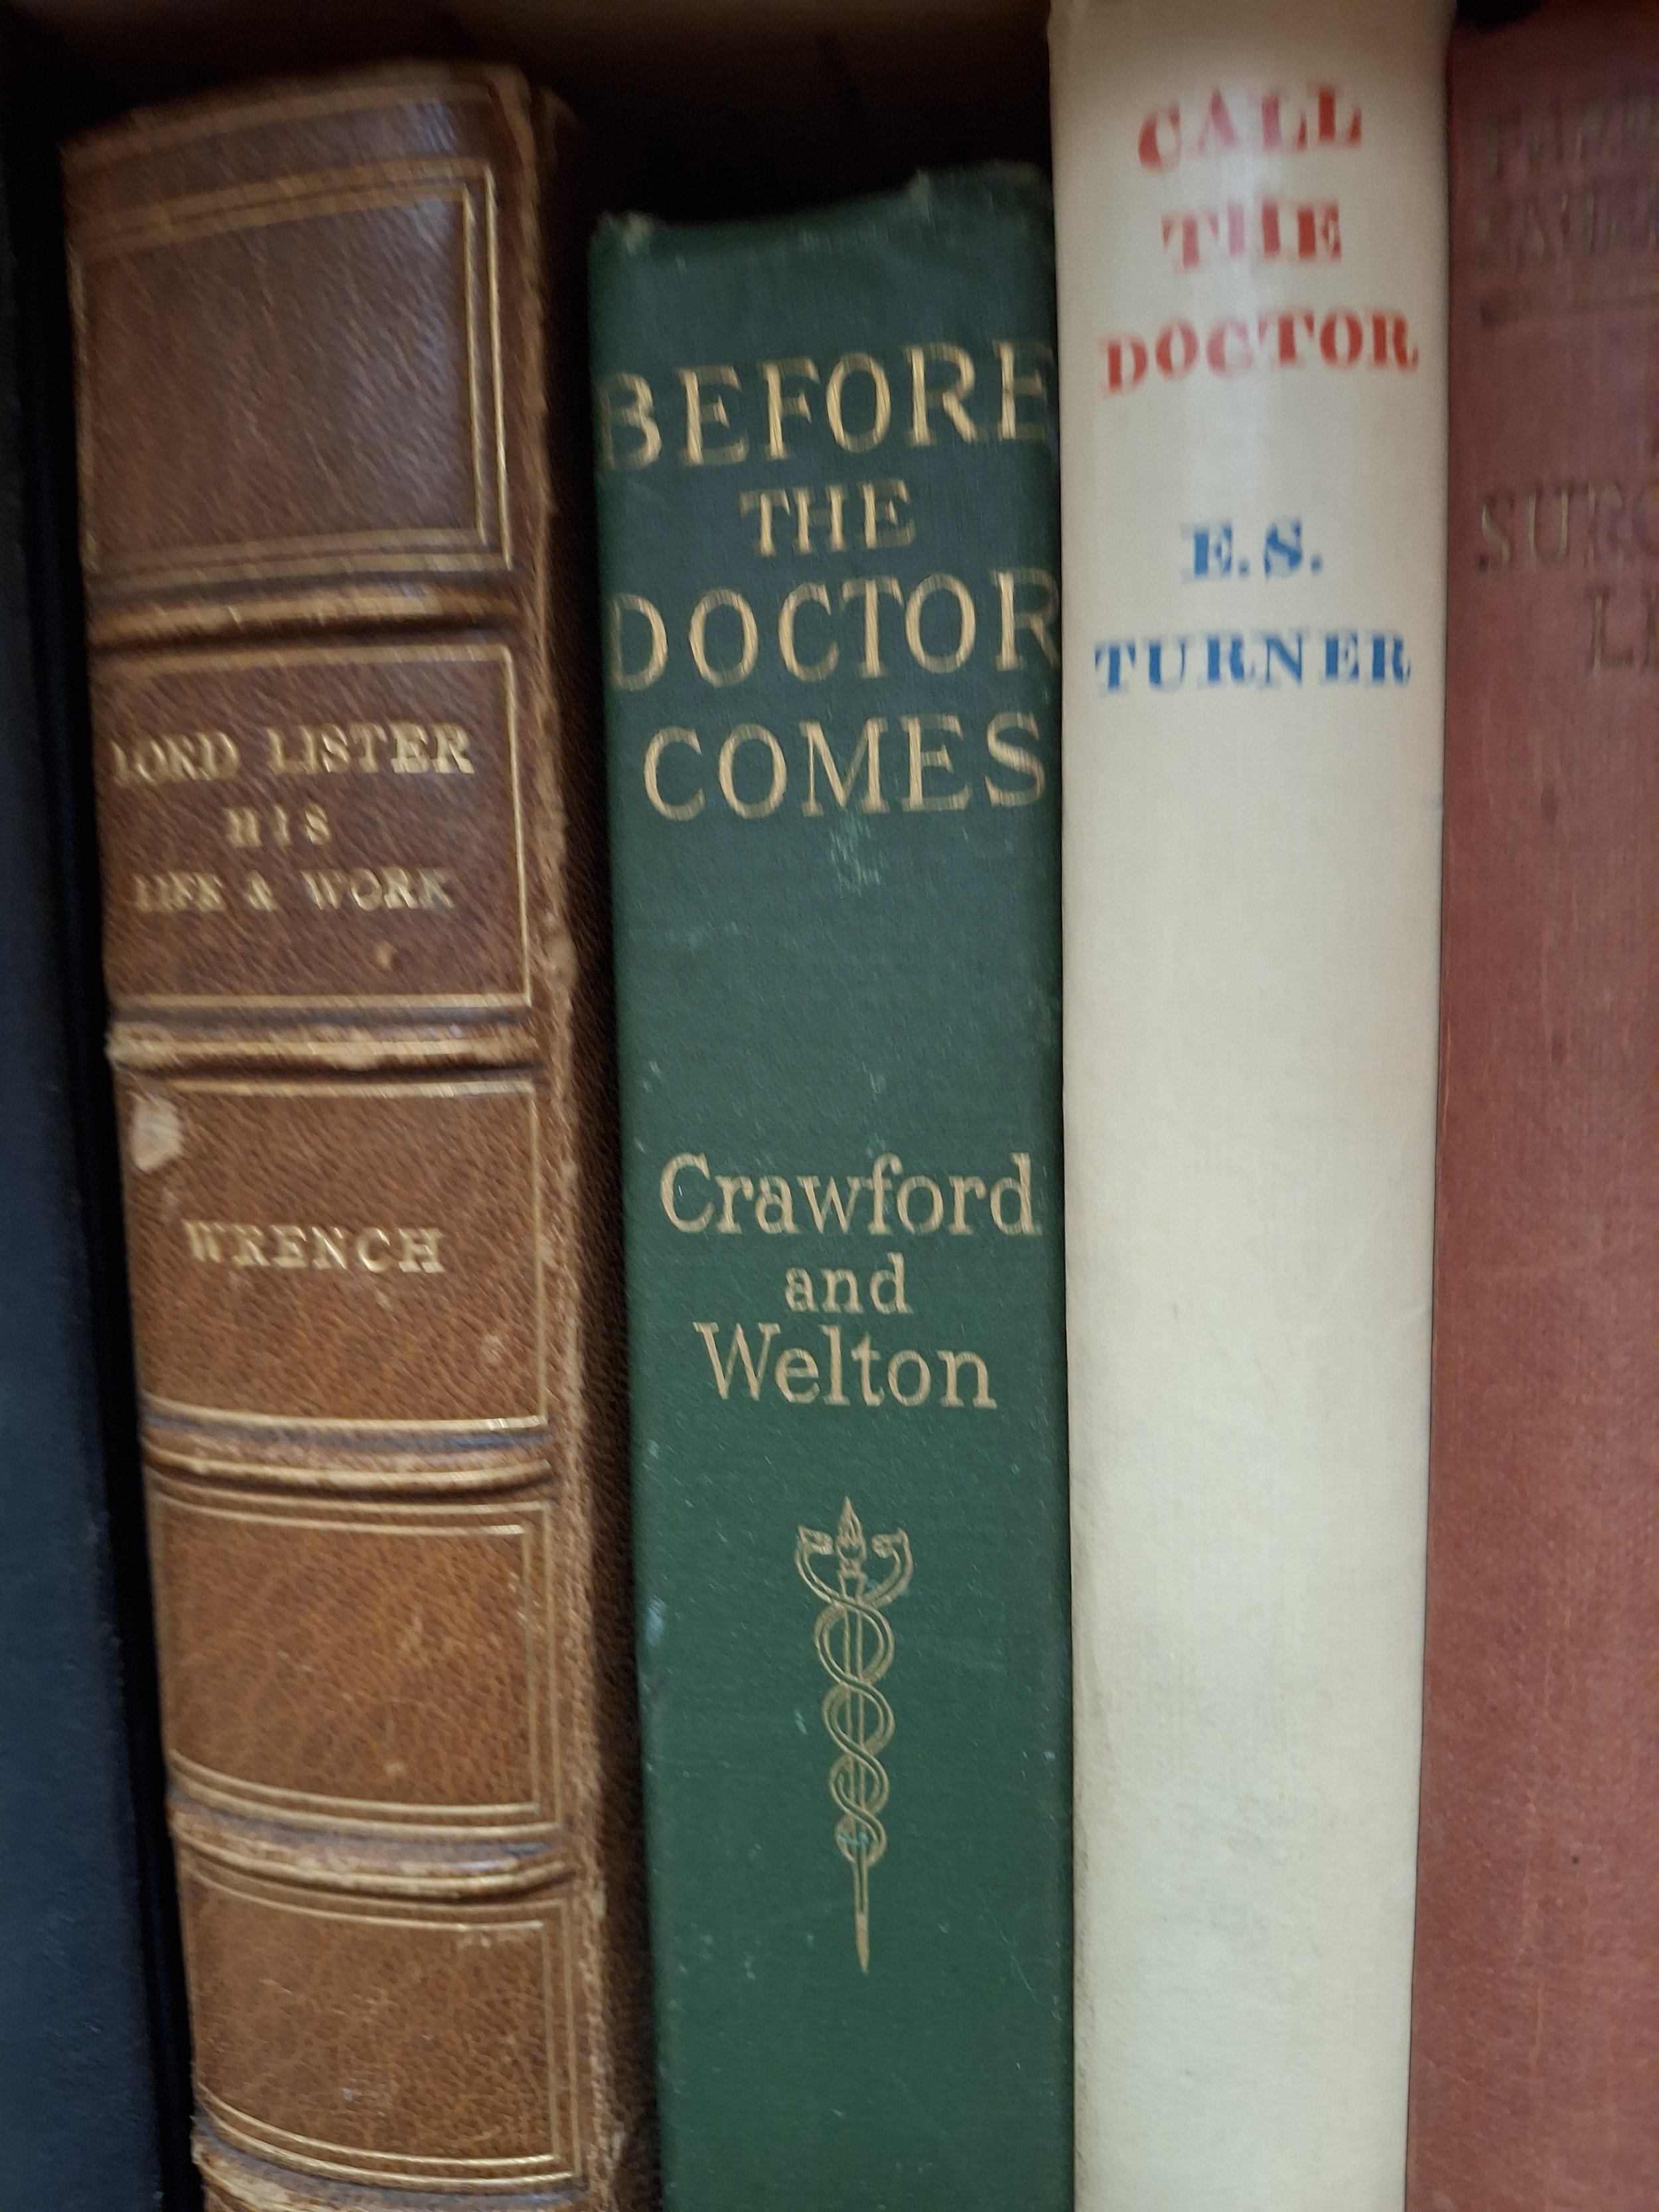 LORD LISTER
HIS
LIFE & WORK
WRENCH
BEFORE
THE
DOCTOR
COMES
Crawford
and
Welton
CALL
THE
DOCTOR
E.S.
TURNER